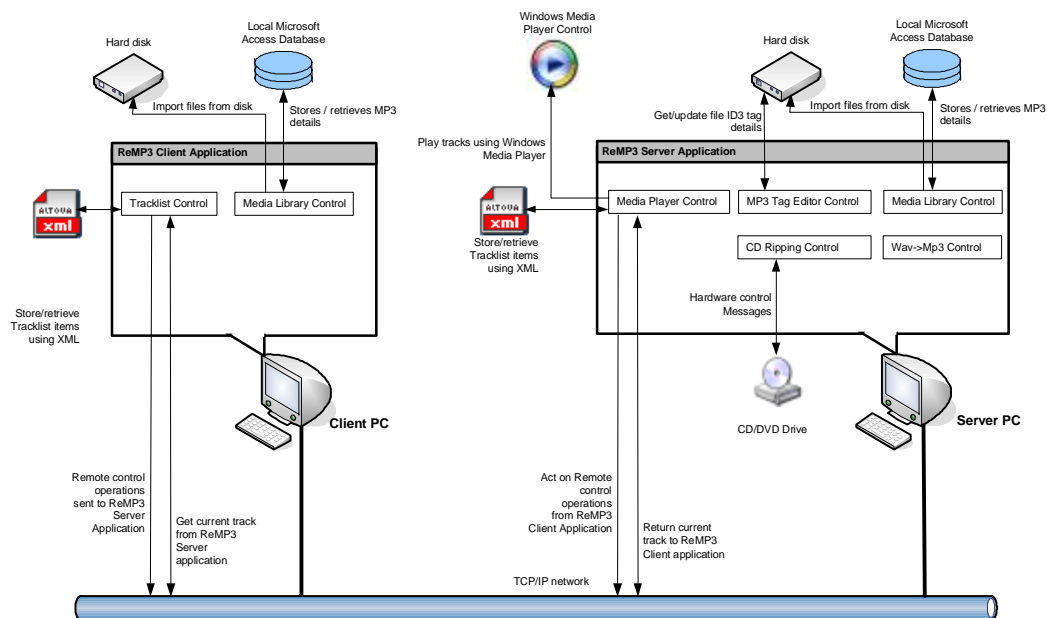 Windows Media
Player Control
Local Microsoft
Access Database
Hard disk
Import files from disk
Stores / retrieves MP3
details
ReMP3 Client Application
Tracklist Control
Media Library Control
ALTOVA
xml
Store/retrieve
Tracklist items
using XML
Client PC
Remote control
operations
sent to ReMP3
Server
Application
Get current track
from ReMP3
Server
application
Local Microsoft
Access Database
Hard disk
Get/update file ID3 tag
details
Import files from disk
Stores / retrieves MP3
details
Play tracks using Windows
Media Player
ReMP3 Server Application
Media Player Control
MP3 Tag Editor Control
Media Library Control
ALTOVA
xml
Store/retrieve
Tracklist items
using XML
CD Ripping Control
Wav->Mp3 Control
Hardware control
Messages
CD/DVD Drive
Server PC
Act on Remote
control
operations
from ReMP3
Client Application
Return current
track to ReMP3
Client application
TCP/IP network